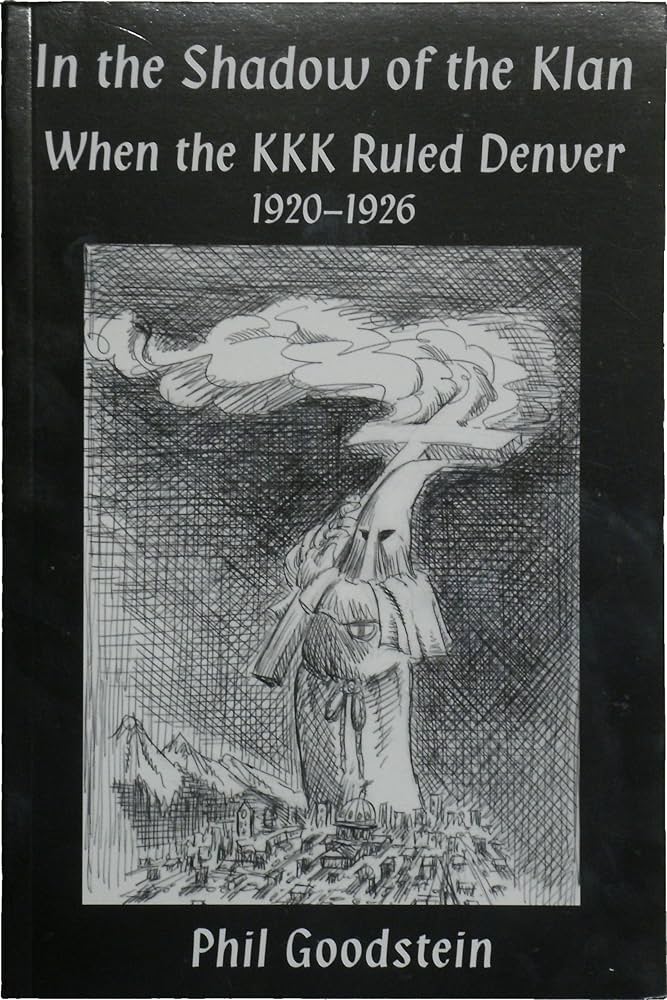 In the Shadow of the Klan
When the KKK Ruled Denver
1920–1926
Phil Goodstein